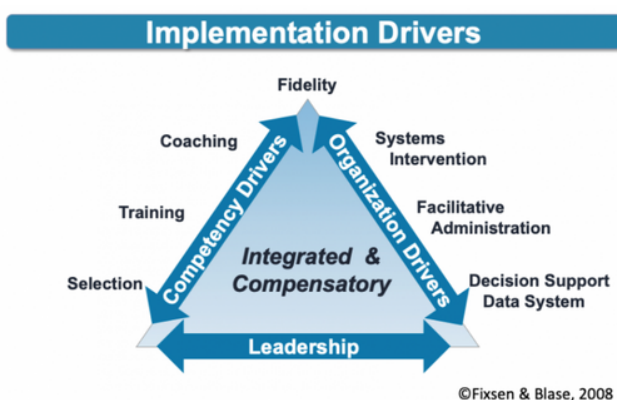 Implementation Drivers
Fidelity
Coaching
Training
Selection
Competency Drivers
Organization Drivers
Systems
Intervention
Facilitative
Administration
Decision Support
Data System
Integrated &
Compensatory
Leadership
©Fixsen & Blase, 2008